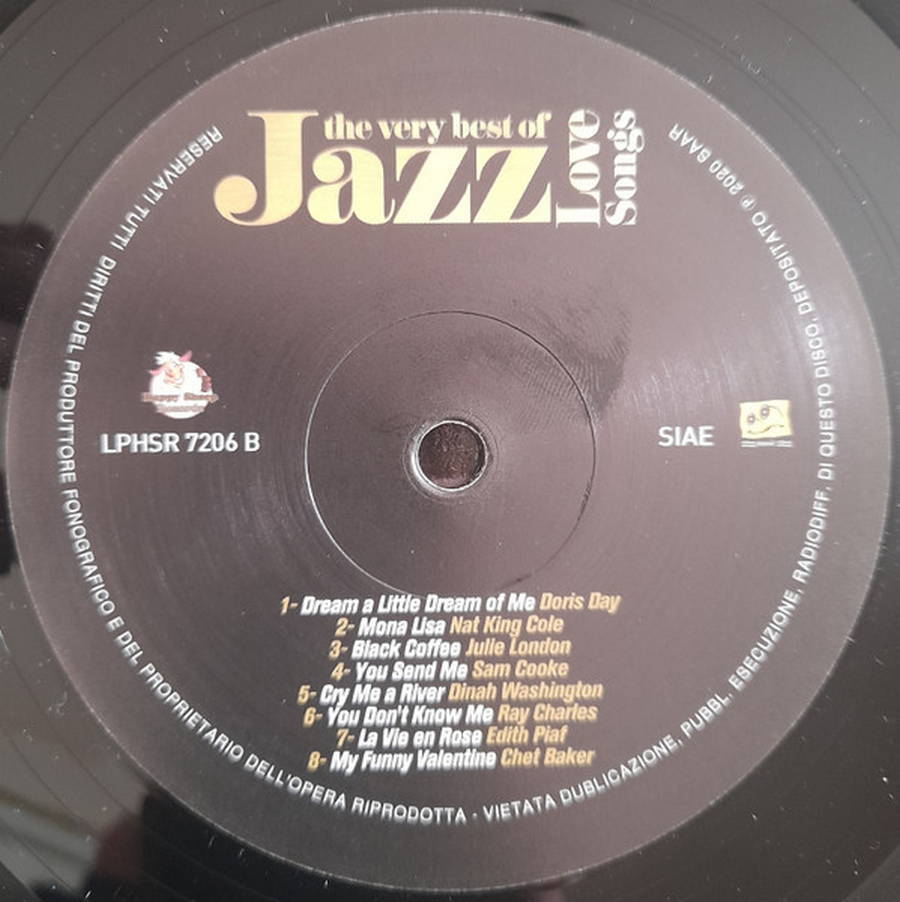 the very best of
Jazz
Love
Songs
LPHSR 7206 B
SIAE
1- Dream a Little Dream of Me Doris Day
2- Mona Lisa Nat King Cole
3- Black Coffee Julie London
4- You Send Me Sam Cooke
5- Cry Me a River Dinah Washington
6- You Don't Know Me Ray Charles
7- La Vie en Rose Edith Piaf
8- My Funny Valentine Chet Baker
RESERVATI TUTTI DIRITTI DEL PRODUTTORE FONOGRAFICO E DEL PROPRIETARIO DELL'OPERA RIPRODOTTA - VIETATA DUBLICAZIONE, PUBBL. ESECUZIONE, RADIODIFF. DI QUESTO DISCO, DEPOSITATO ℗ 2020 SAAR